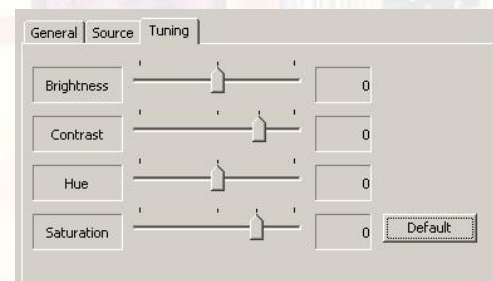 General Source Tuning
Brightness 0
Contrast 0
Hue 0
Saturation 0 Default